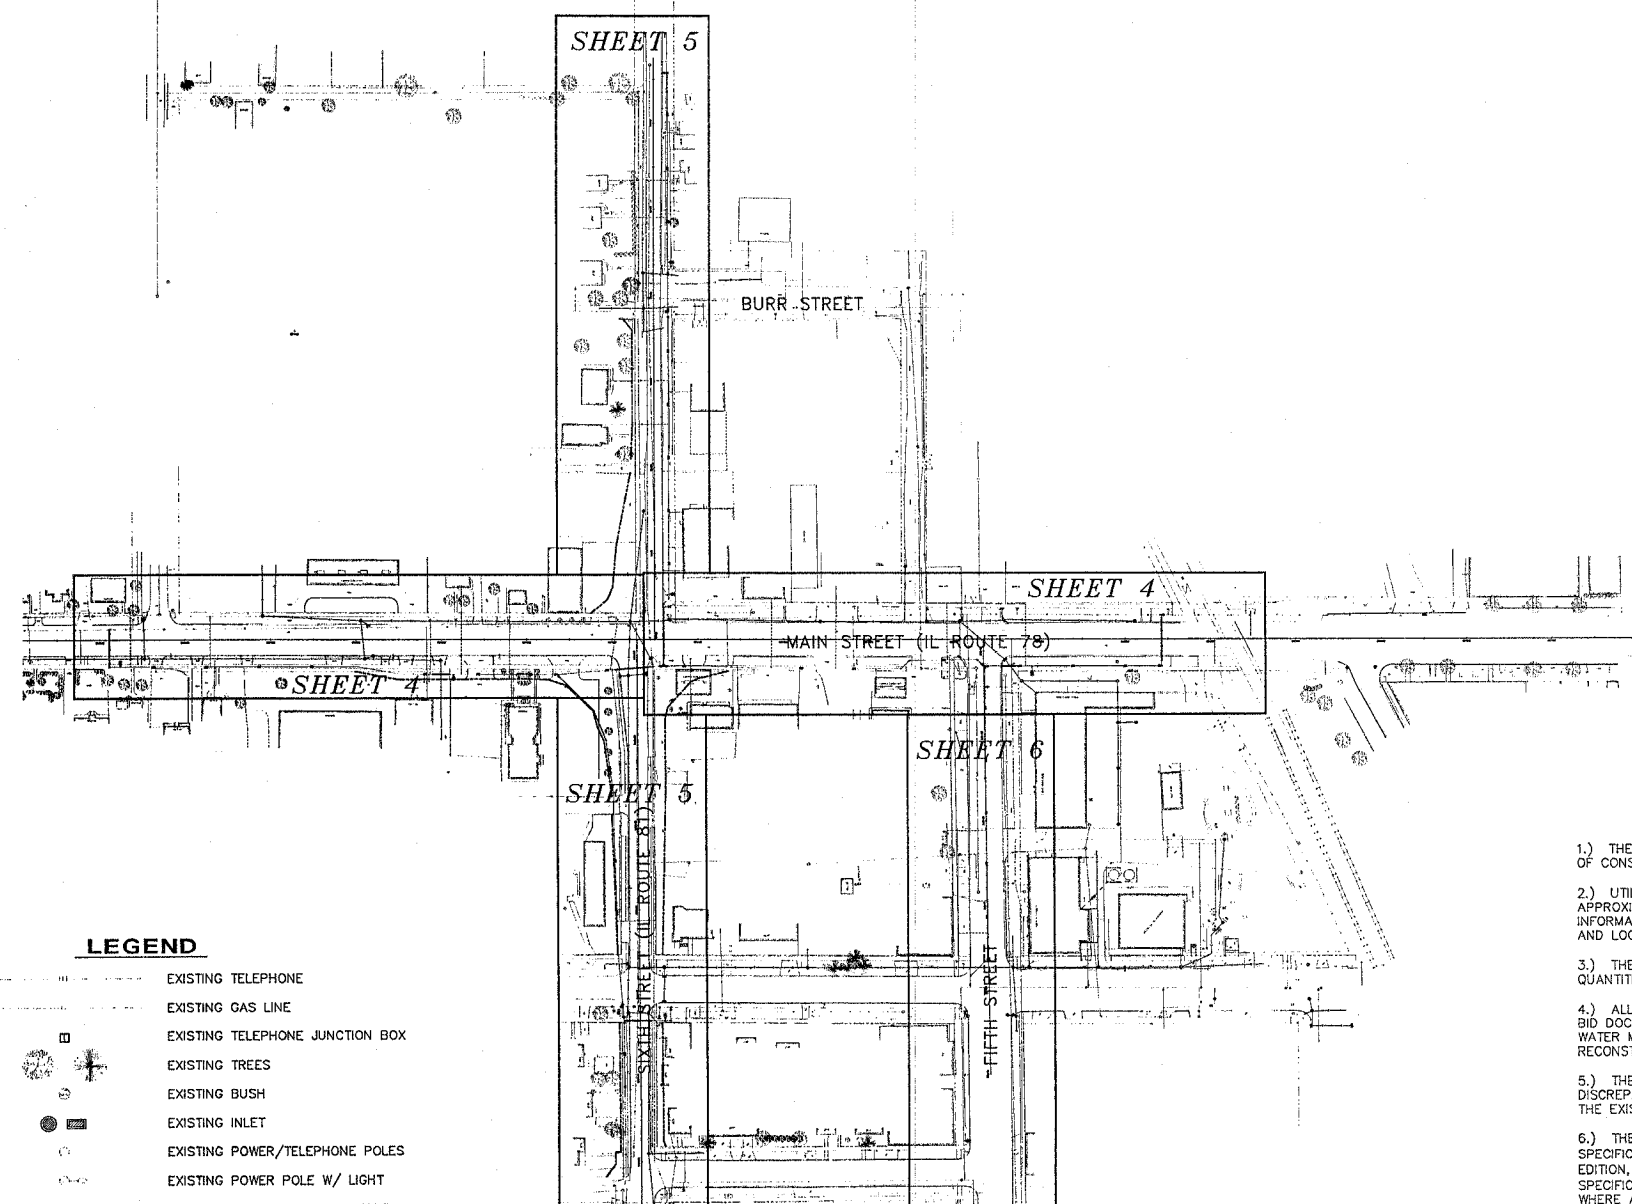 SHEET 5
BURR STREET
SHEET 4
MAIN STREET (IL ROUTE 78)
SHEET 4
SHEET 6
SHEET 5
SIXTH STREET (IL ROUTE 81)
FIFTH STREET
LEGEND
EXISTING TELEPHONE
EXISTING GAS LINE
EXISTING TELEPHONE JUNCTION BOX
EXISTING TREES
EXISTING BUSH
EXISTING INLET
EXISTING POWER/TELEPHONE POLES
EXISTING POWER POLE W/ LIGHT
1.) THE
OF CONS
2.) UTI
APPROXI
INFORMA
AND LOC
3.) THE
QUANTIT
4.) ALL
BID DOC
WATER M
RECONST
5.) THE
DISCREP
THE EXIS
6.) THE
SPECIFIC
EDITION,
SPECIFIC
WHERE A